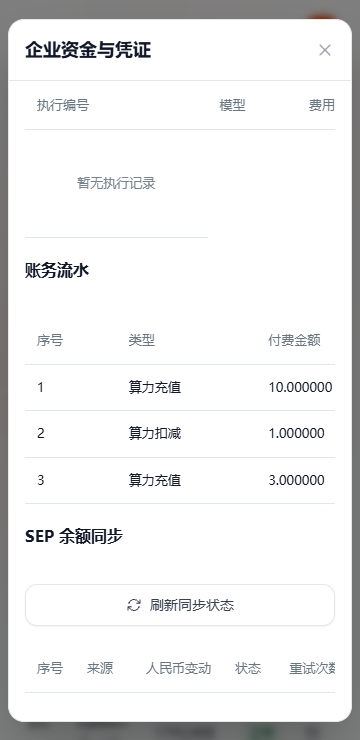 企业资金与凭证
执行编号 模型 费用
暂无执行记录
账务流水
序号 类型 付费金额
1 算力充值 10.000000
2 算力扣减 1.000000
3 算力充值 3.000000
SEP 余额同步
刷新同步状态
序号 来源 人民币变动 状态 重试次数